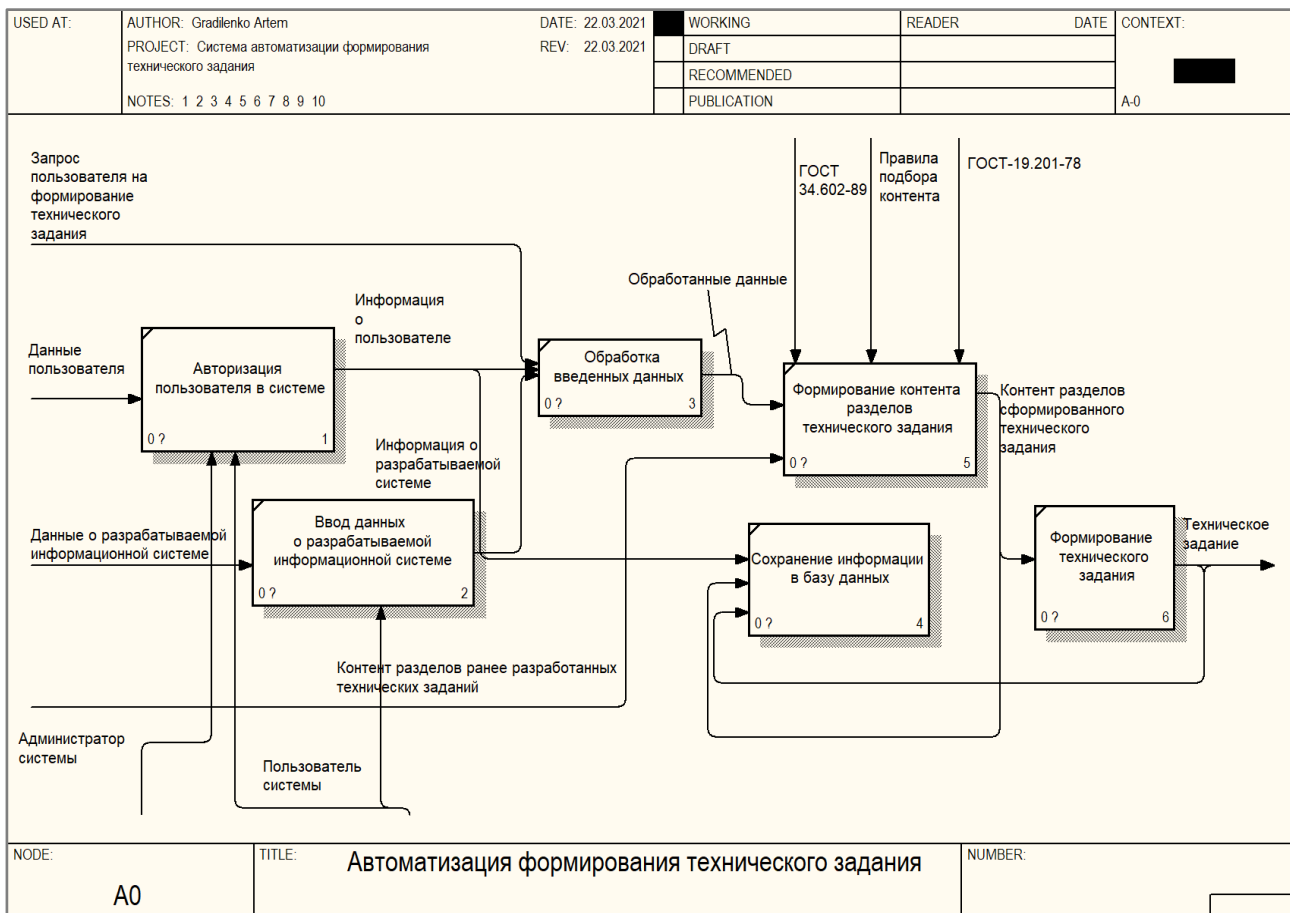 USED AT:
AUTHOR: Gradilenko Artem
DATE: 22.03.2021
PROJECT: Система автоматизации формирования
технического задания
REV: 22.03.2021
NOTES: 1 2 3 4 5 6 7 8 9 10
WORKING
DRAFT
RECOMMENDED
PUBLICATION
READER
DATE
CONTEXT:
A-0
Запрос
пользователя на
формирование
технического
задания
ГОСТ
34.602-89
Правила
подбора
контента
ГОСТ-19.201-78
Обработанные данные
Информация
о
пользователе
Данные
пользователя
Авторизация
пользователя в системе
0 ?
1
Обработка
введенных данных
0 ?
3
Формирование контента
разделов
технического задания
0 ?
5
Контент разделов
сформированного
технического
задания
Информация о
разрабатываемой
системе
Данные о разрабатываемой
информационной системе
Ввод данных
о разрабатываемой
информационной системе
0 ?
2
Сохранение информации
в базу данных
0 ?
4
Формирование
технического
задания
0 ?
6
Техническое
задание
Контент разделов ранее разработанных
технических заданий
Администратор
системы
Пользователь
системы
NODE:
A0
TITLE:
Автоматизация формирования технического задания
NUMBER: